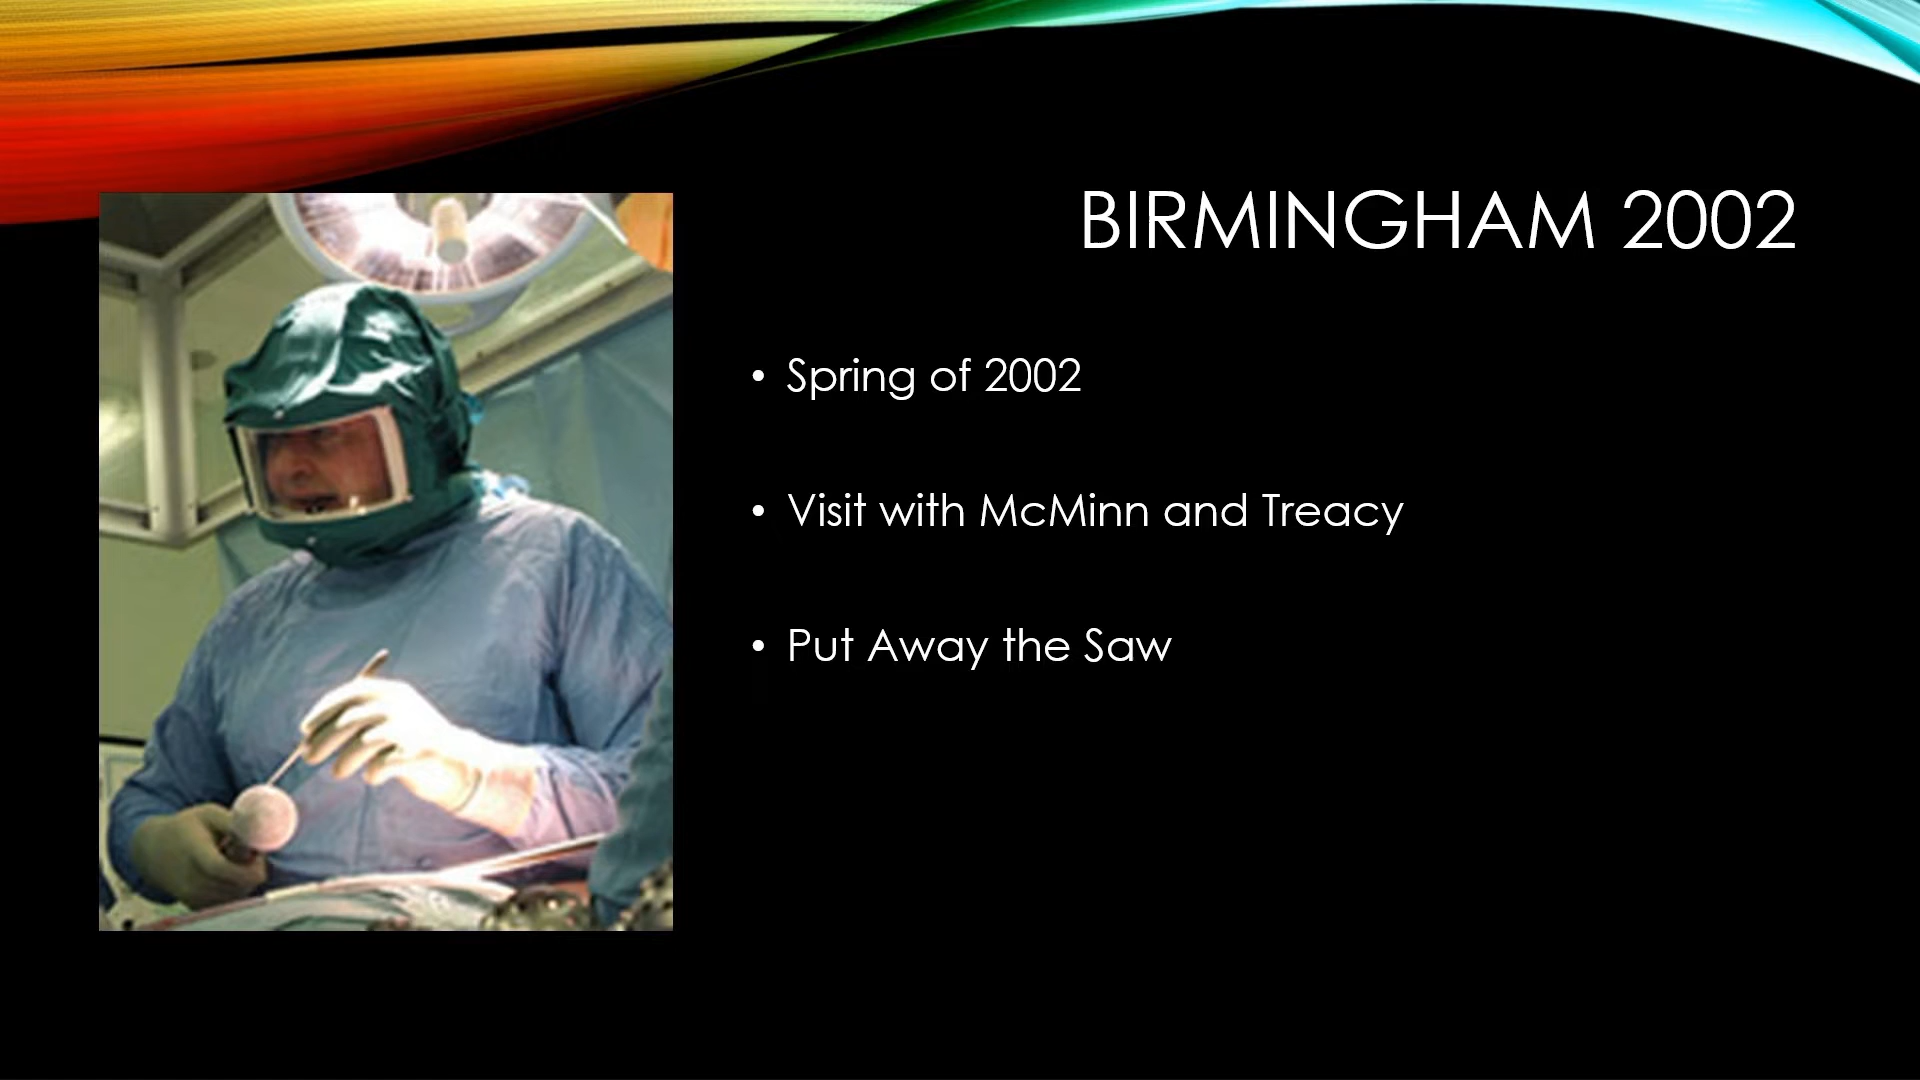 BIRMINGHAM 2002
• Spring of 2002
• Visit with McMinn and Treacy
• Put Away the Saw